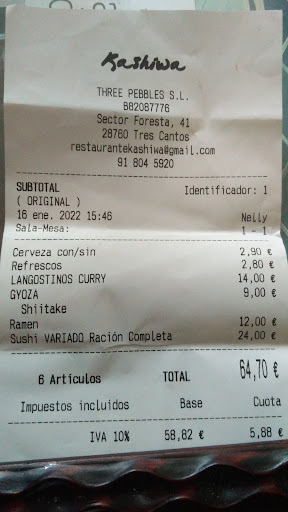 Kashiwa
THREE PEBBLES S.L.
B82087776
Sector Foresta, 41
28760 Tres Cantos
restaurantekashiwa@gmail.com
91 804 5920
SUBTOTAL Identificador: 1
( ORIGINAL )
16 ene. 2022 15:46 Nelly
Sala-Mesa: 1 - 1
Cerveza con/sin 2,90 €
Refrescos 2,80 €
LANGOSTINOS CURRY 14,00 €
GYOZA 9,00 €
Shiitake
Ramen 12,00 €
Sushi VARIADO Ración Completa 24,00 €
6 Artículos TOTAL 64,70 €
Impuestos incluidos Base Cuota
IVA 10% 58,82 € 5,88 €